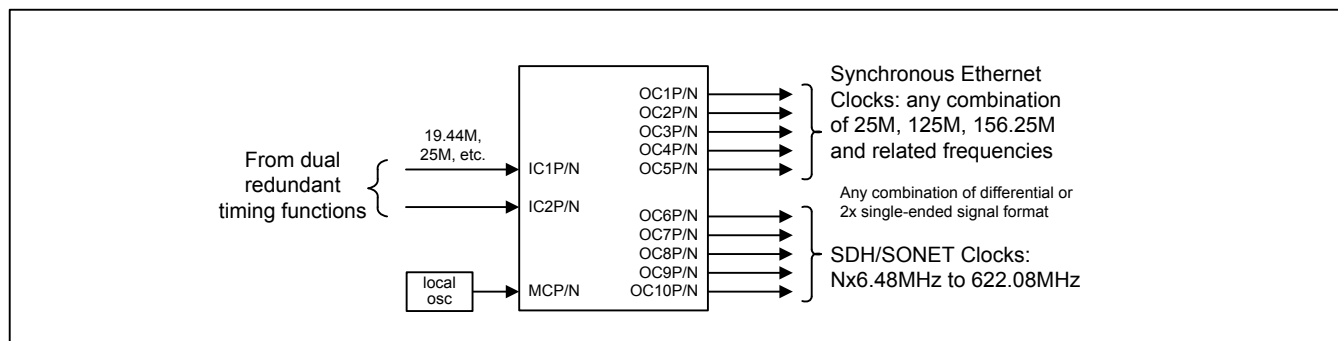 From dual
redundant
timing functions
19.44M,
25M, etc.
local
osc
IC1P/N
IC2P/N
MCP/N
OC1P/N
OC2P/N
OC3P/N
OC4P/N
OC5P/N
OC6P/N
OC7P/N
OC8P/N
OC9P/N
OC10P/N
Synchronous Ethernet
Clocks: any combination
of 25M, 125M, 156.25M
and related frequencies
Any combination of differential or
2x single-ended signal format
SDH/SONET Clocks:
Nx6.48MHz to 622.08MHz